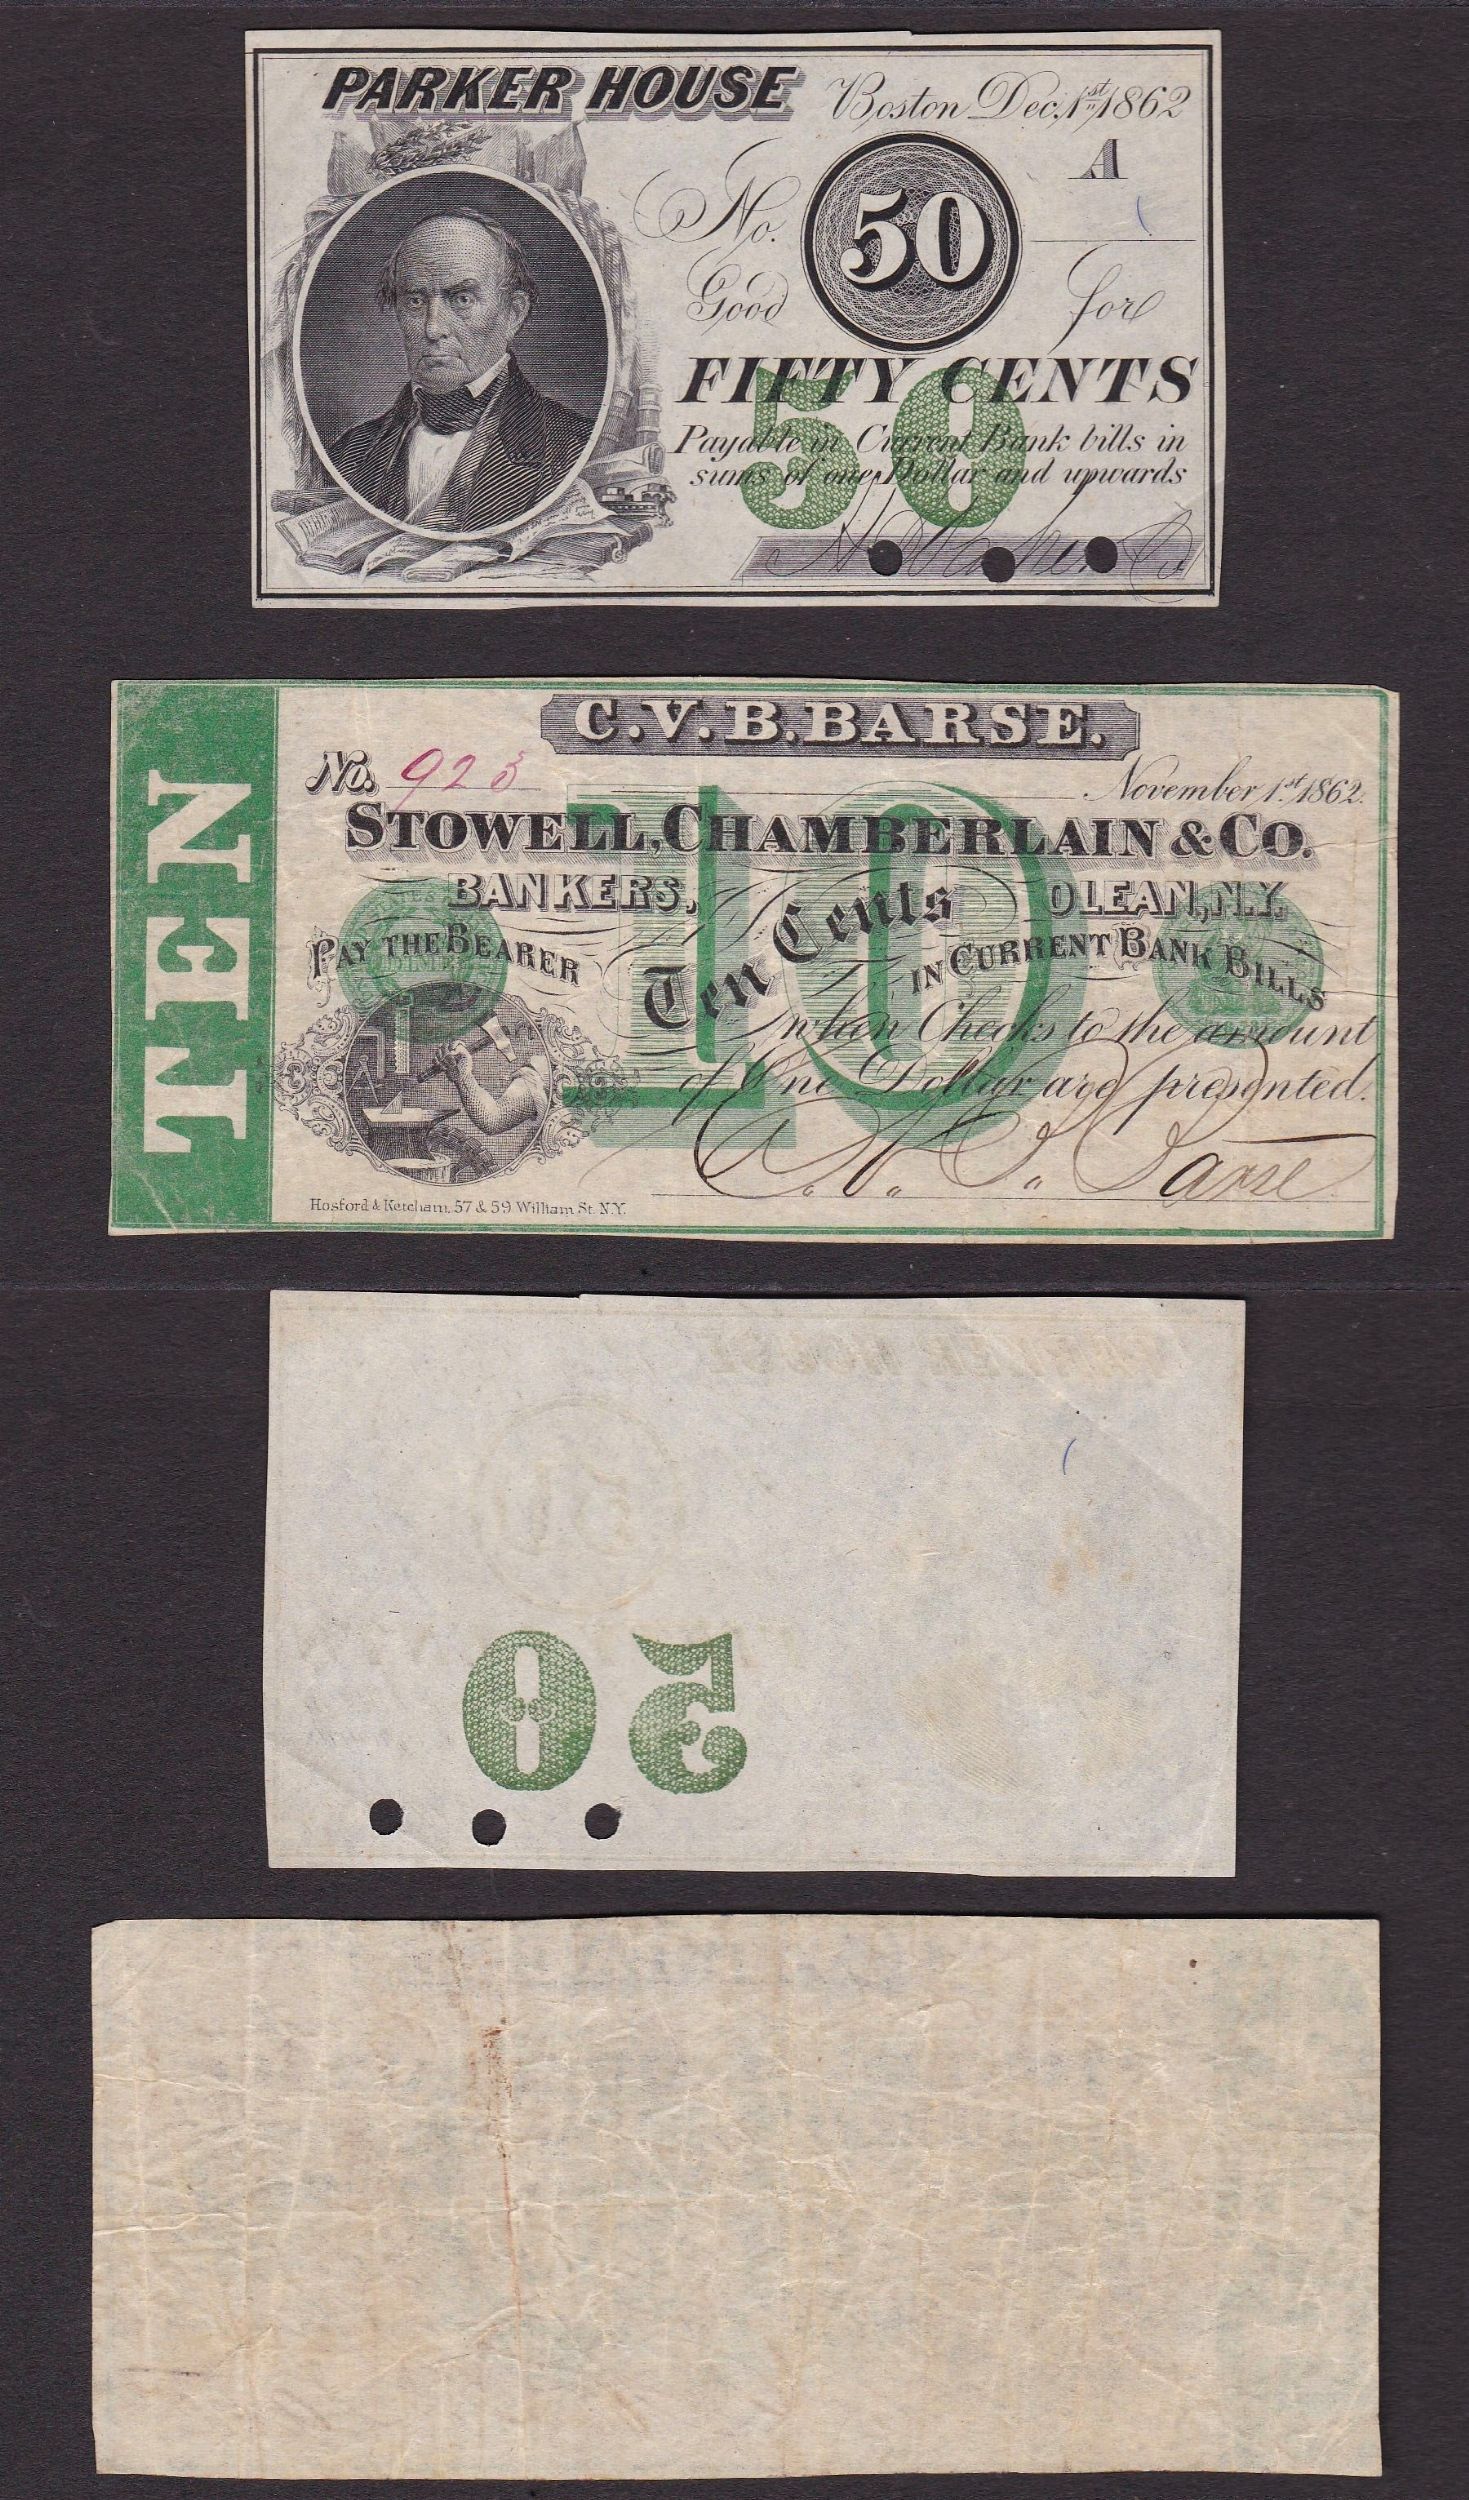 PARKER HOUSE
Boston Dec. 1st 1862
A
No.
50
Good for
FIFTY CENTS
50
Payable in Current Bank bills in
sums of one Dollar and upwards
C.V.B. BARSE.
No. 923
November 1st 1862.
STOWELL, CHAMBERLAIN & CO.
BANKERS, OLEAN, N.Y.
PAY THE BEARER
Ten Cents
IN CURRENT BANK BILLS
10
when Checks to the amount
of One Dollar are presented.
C. V. B. Barse
TEN
Hosford & Ketcham, 57 & 59 William St. N.Y.
50